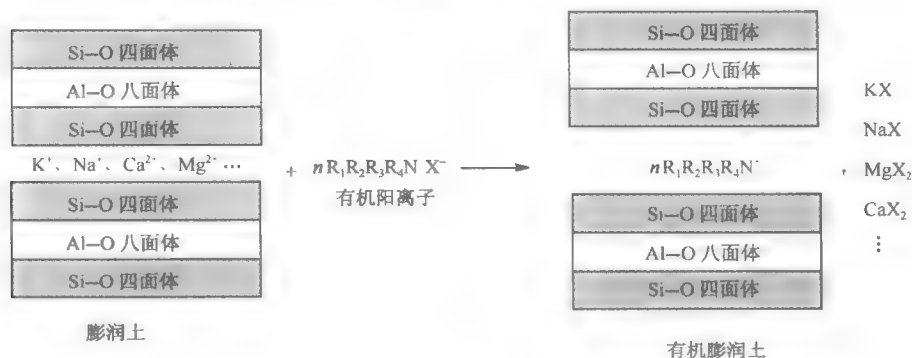 Si—O 四面体
Al—O 八面体
Si—O 四面体
K⁺、Na⁺、Ca²⁻、Mg²⁻ …
Si—O 四面体
Al—O 八面体
Si—O 四面体
膨润土
+ nR₁R₂R₃R₄N X⁻
有机阳离子
Si—O 四面体
Al—O 八面体
Si—O 四面体
nR₁R₂R₃R₄N⁻
Si—O 四面体
Al—O 八面体
Si—O 四面体
有机膨润土
KX
NaX
MgX₂
CaX₂
⋮